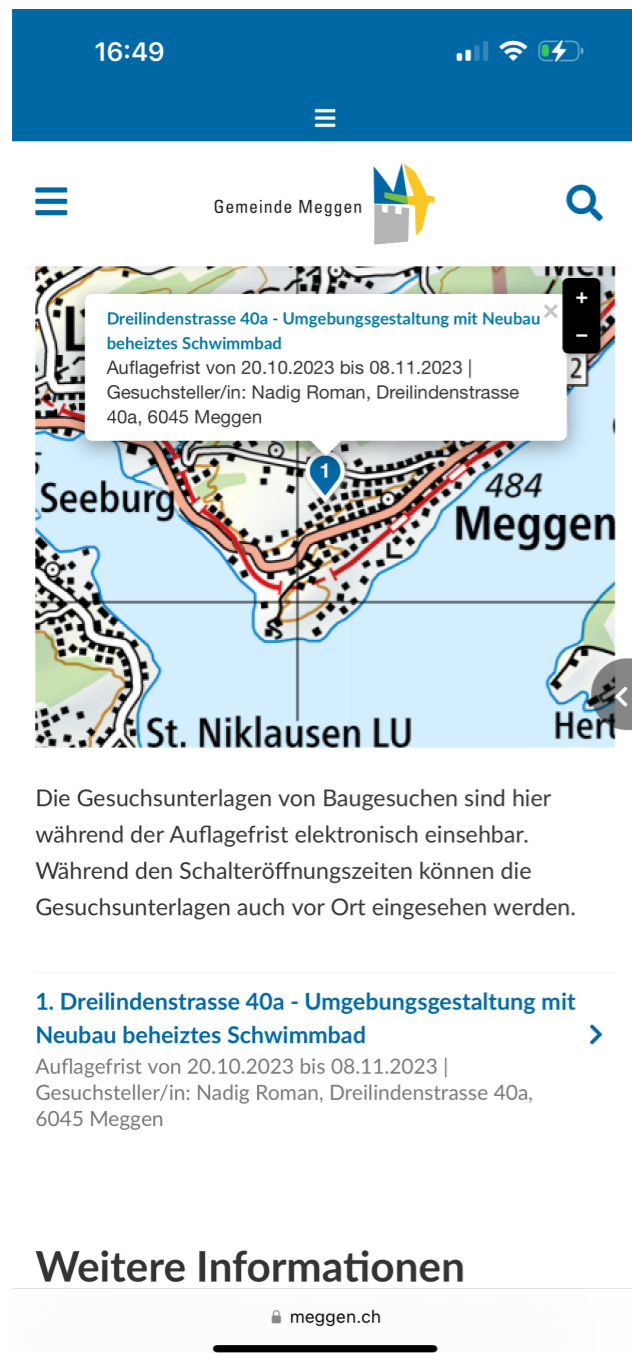 16:49
Gemeinde Meggen
Dreilindenstrasse 40a - Umgebungsgestaltung mit Neubau
beheiztes Schwimmbad
Auflagefrist von 20.10.2023 bis 08.11.2023 |
Gesuchsteller/in: Nadig Roman, Dreilindenstrasse
40a, 6045 Meggen
×
+
−
2
1
Seeburg
484
Meggen
St. Niklausen LU
Hert
Die Gesuchsunterlagen von Baugesuchen sind hier
während der Auflagefrist elektronisch einsehbar.
Während den Schalteröffnungszeiten können die
Gesuchsunterlagen auch vor Ort eingesehen werden.
1. Dreilindenstrasse 40a - Umgebungsgestaltung mit
Neubau beheiztes Schwimmbad
Auflagefrist von 20.10.2023 bis 08.11.2023 |
Gesuchsteller/in: Nadig Roman, Dreilindenstrasse 40a,
6045 Meggen
Weitere Informationen
meggen.ch